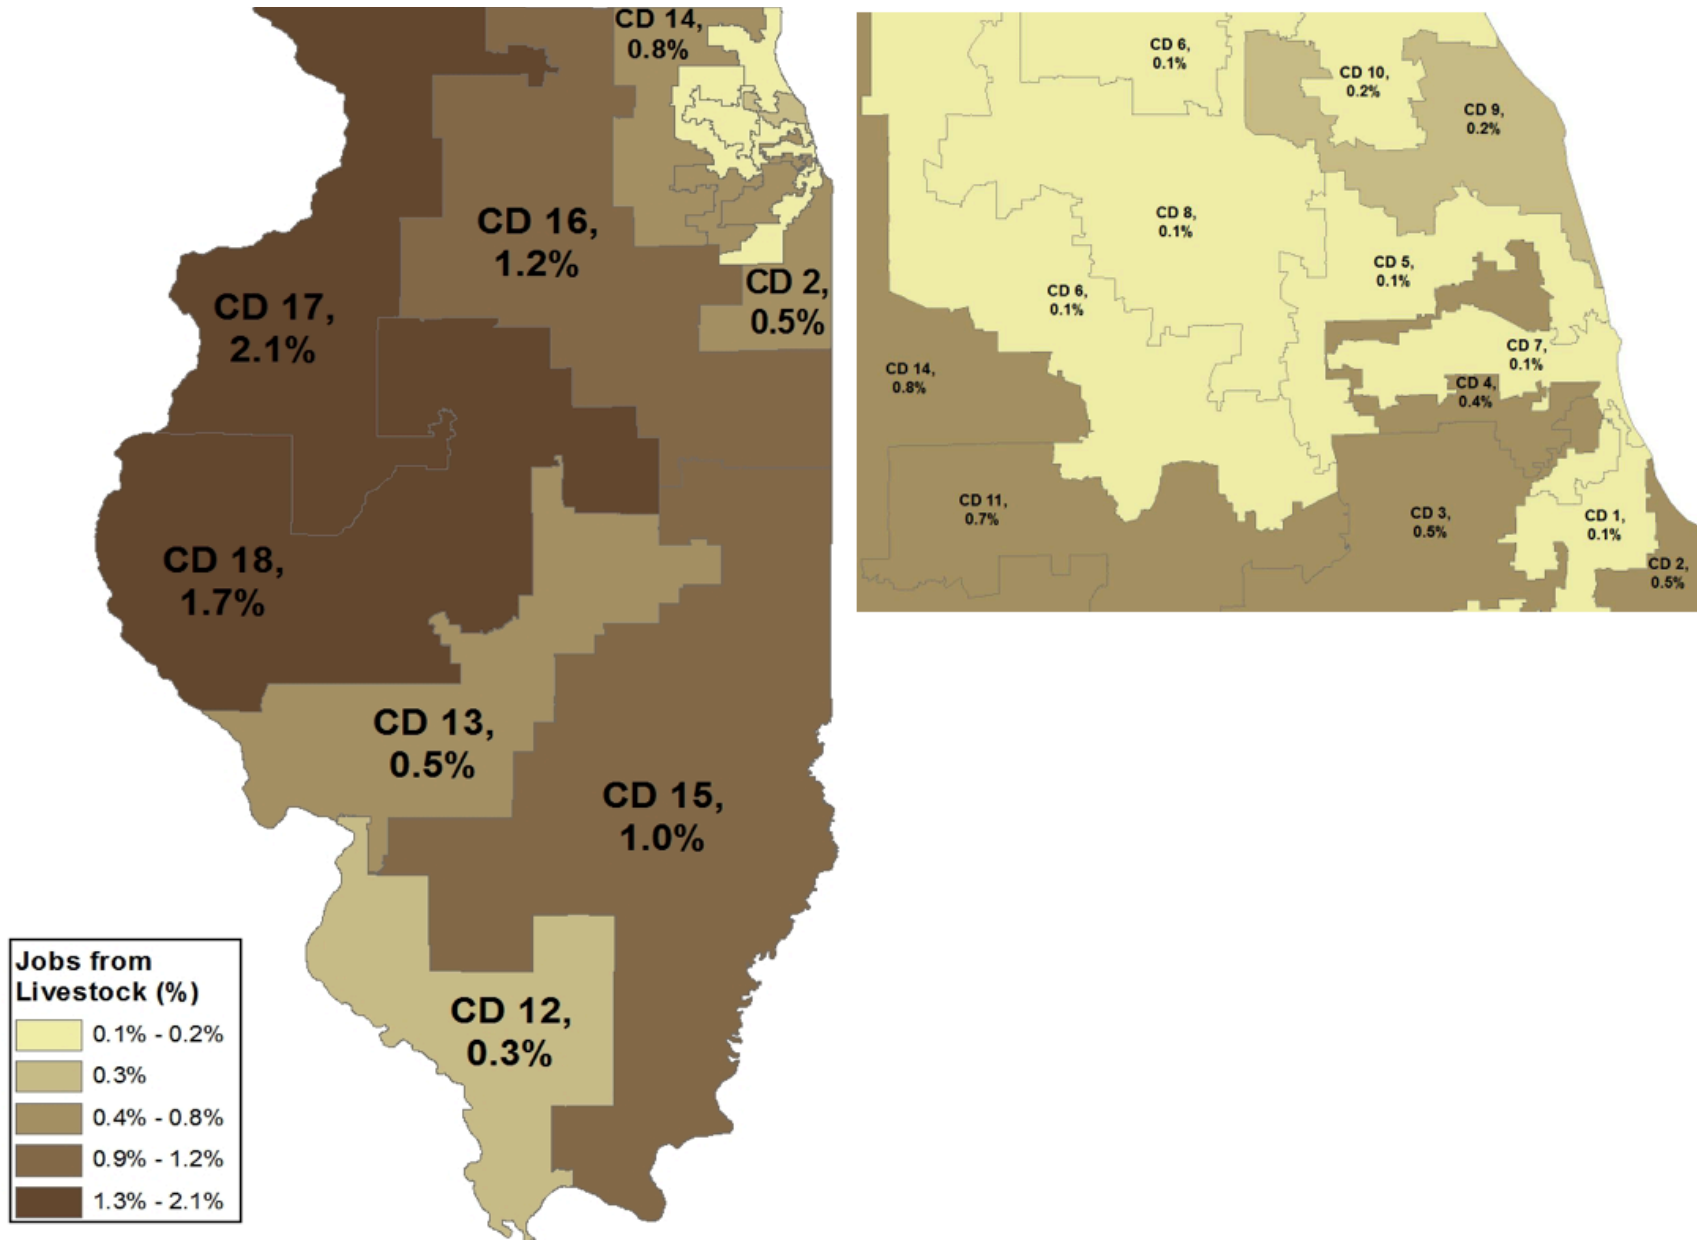 CD 14,
0.8%
CD 16,
1.2%
CD 2,
0.5%
CD 17,
2.1%
CD 18,
1.7%
CD 13,
0.5%
CD 15,
1.0%
CD 12,
0.3%
Jobs from
Livestock (%)
0.1% - 0.2%
0.3%
0.4% - 0.8%
0.9% - 1.2%
1.3% - 2.1%
CD 6,
0.1%
CD 10,
0.2%
CD 9,
0.2%
CD 8,
0.1%
CD 5,
0.1%
CD 6,
0.1%
CD 7,
0.1%
CD 14,
0.8%
CD 4,
0.4%
CD 11,
0.7%
CD 3,
0.5%
CD 1,
0.1%
CD 2,
0.5%